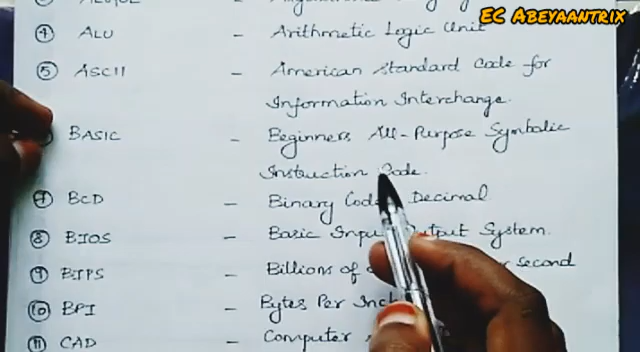 EC Abeyaantrix
④ ALU - Arithmetic Logic Unit
⑤ ASCII - American Standard Code for
Information Interchange.
BASIC - Beginners All-Purpose Symbolic
Instruction Code.
⑦ BCD - Binary Code Decimal
⑧ BIOS - Basic Input Output System.
⑨ BIPS - Billions of Second
⑩ BPI - Bytes Per Inch
⑪ CAD - Computer